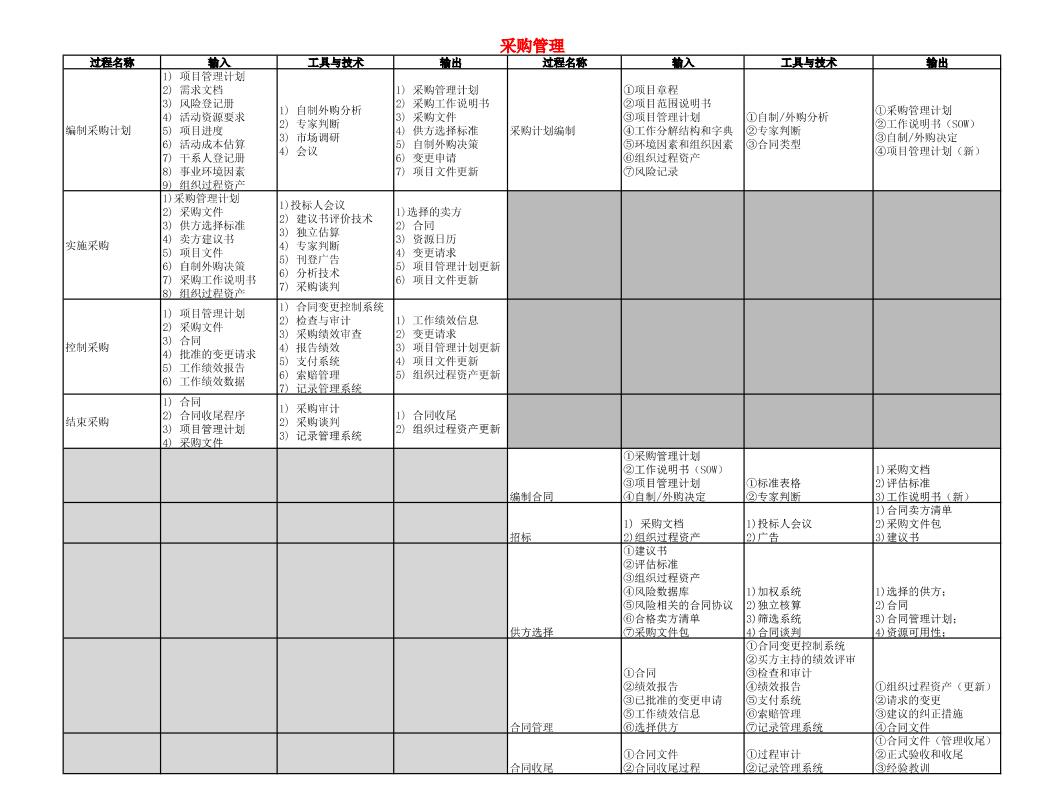 采购管理
过程名称 输入 工具与技术 输出 过程名称 输入 工具与技术 输出
编制采购计划
1) 项目管理计划
2) 需求文档
3) 风险登记册
4) 活动资源要求
5) 项目进度
6) 活动成本估算
7) 干系人登记册
8) 事业环境因素
9) 组织过程资产
1) 自制外购分析
2) 专家判断
3) 市场调研
4) 会议
1) 采购管理计划
2) 采购工作说明书
3) 采购文件
4) 供方选择标准
5) 自制外购决策
6) 变更申请
7) 项目文件更新
采购计划编制
①项目章程
②项目范围说明书
③项目管理计划
④工作分解结构和字典
⑤环境因素和组织因素
⑥组织过程资产
⑦风险记录
①自制/外购分析
②专家判断
③合同类型
①采购管理计划
②工作说明书（SOW）
③自制/外购决定
④项目管理计划（新）
实施采购
1)采购管理计划
2) 采购文件
3) 供方选择标准
4) 卖方建议书
5) 项目文件
6) 自制外购决策
7) 采购工作说明书
8) 组织过程资产
1)投标人会议
2) 建议书评价技术
3) 独立估算
4) 专家判断
5) 刊登广告
6) 分析技术
7) 采购谈判
1)选择的卖方
2) 合同
3) 资源日历
4) 变更请求
5) 项目管理计划更新
6) 项目文件更新
控制采购
1) 项目管理计划
2) 采购文件
3) 合同
4) 批准的变更请求
5) 工作绩效报告
6) 工作绩效数据
1) 合同变更控制系统
2) 检查与审计
3) 采购绩效审查
4) 报告绩效
5) 支付系统
6) 索赔管理
7) 记录管理系统
1) 工作绩效信息
2) 变更请求
3) 项目管理计划更新
4) 项目文件更新
5) 组织过程资产更新
结束采购
1) 合同
2) 合同收尾程序
3) 项目管理计划
4) 采购文件
1) 采购审计
2) 采购谈判
3) 记录管理系统
1) 合同收尾
2) 组织过程资产更新
编制合同
①采购管理计划
②工作说明书（SOW）
③项目管理计划
④自制/外购决定
①标准表格
②专家判断
1)采购文档
2)评估标准
3)工作说明书（新）
招标
1) 采购文档
2)组织过程资产
1)投标人会议
2)广告
1)合同卖方清单
2)采购文件包
3)建议书
供方选择
①建议书
②评估标准
③组织过程资产
④风险数据库
⑤风险相关的合同协议
⑥合格卖方清单
⑦采购文件包
1)加权系统
2)独立核算
3)筛选系统
4)合同谈判
1)选择的供方；
2)合同
3)合同管理计划；
4)资源可用性；
合同管理
①合同
②绩效报告
③已批准的变更申请
⑤工作绩效信息
⑥选择供方
①合同变更控制系统
②买方主持的绩效评审
③检查和审计
④绩效报告
⑤支付系统
⑥索赔管理
⑦记录管理系统
①组织过程资产（更新）
②请求的变更
③建议的纠正措施
④合同文件
合同收尾
①合同文件
②合同收尾过程
①过程审计
②记录管理系统
①合同文件（管理收尾）
②正式验收和收尾
③经验教训